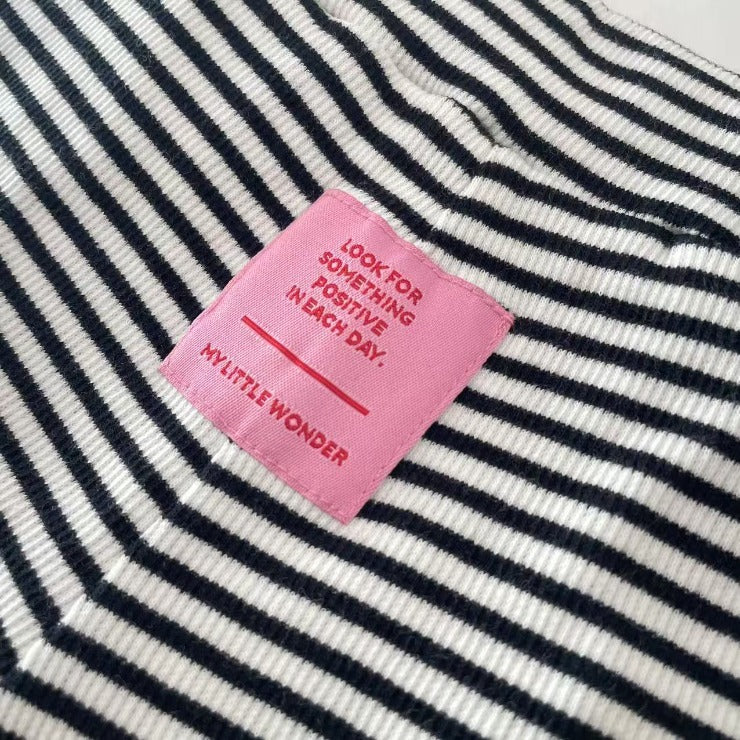 LOOK FOR
SOMETHING
POSITIVE
IN EACH DAY.
MY LITTLE WONDER